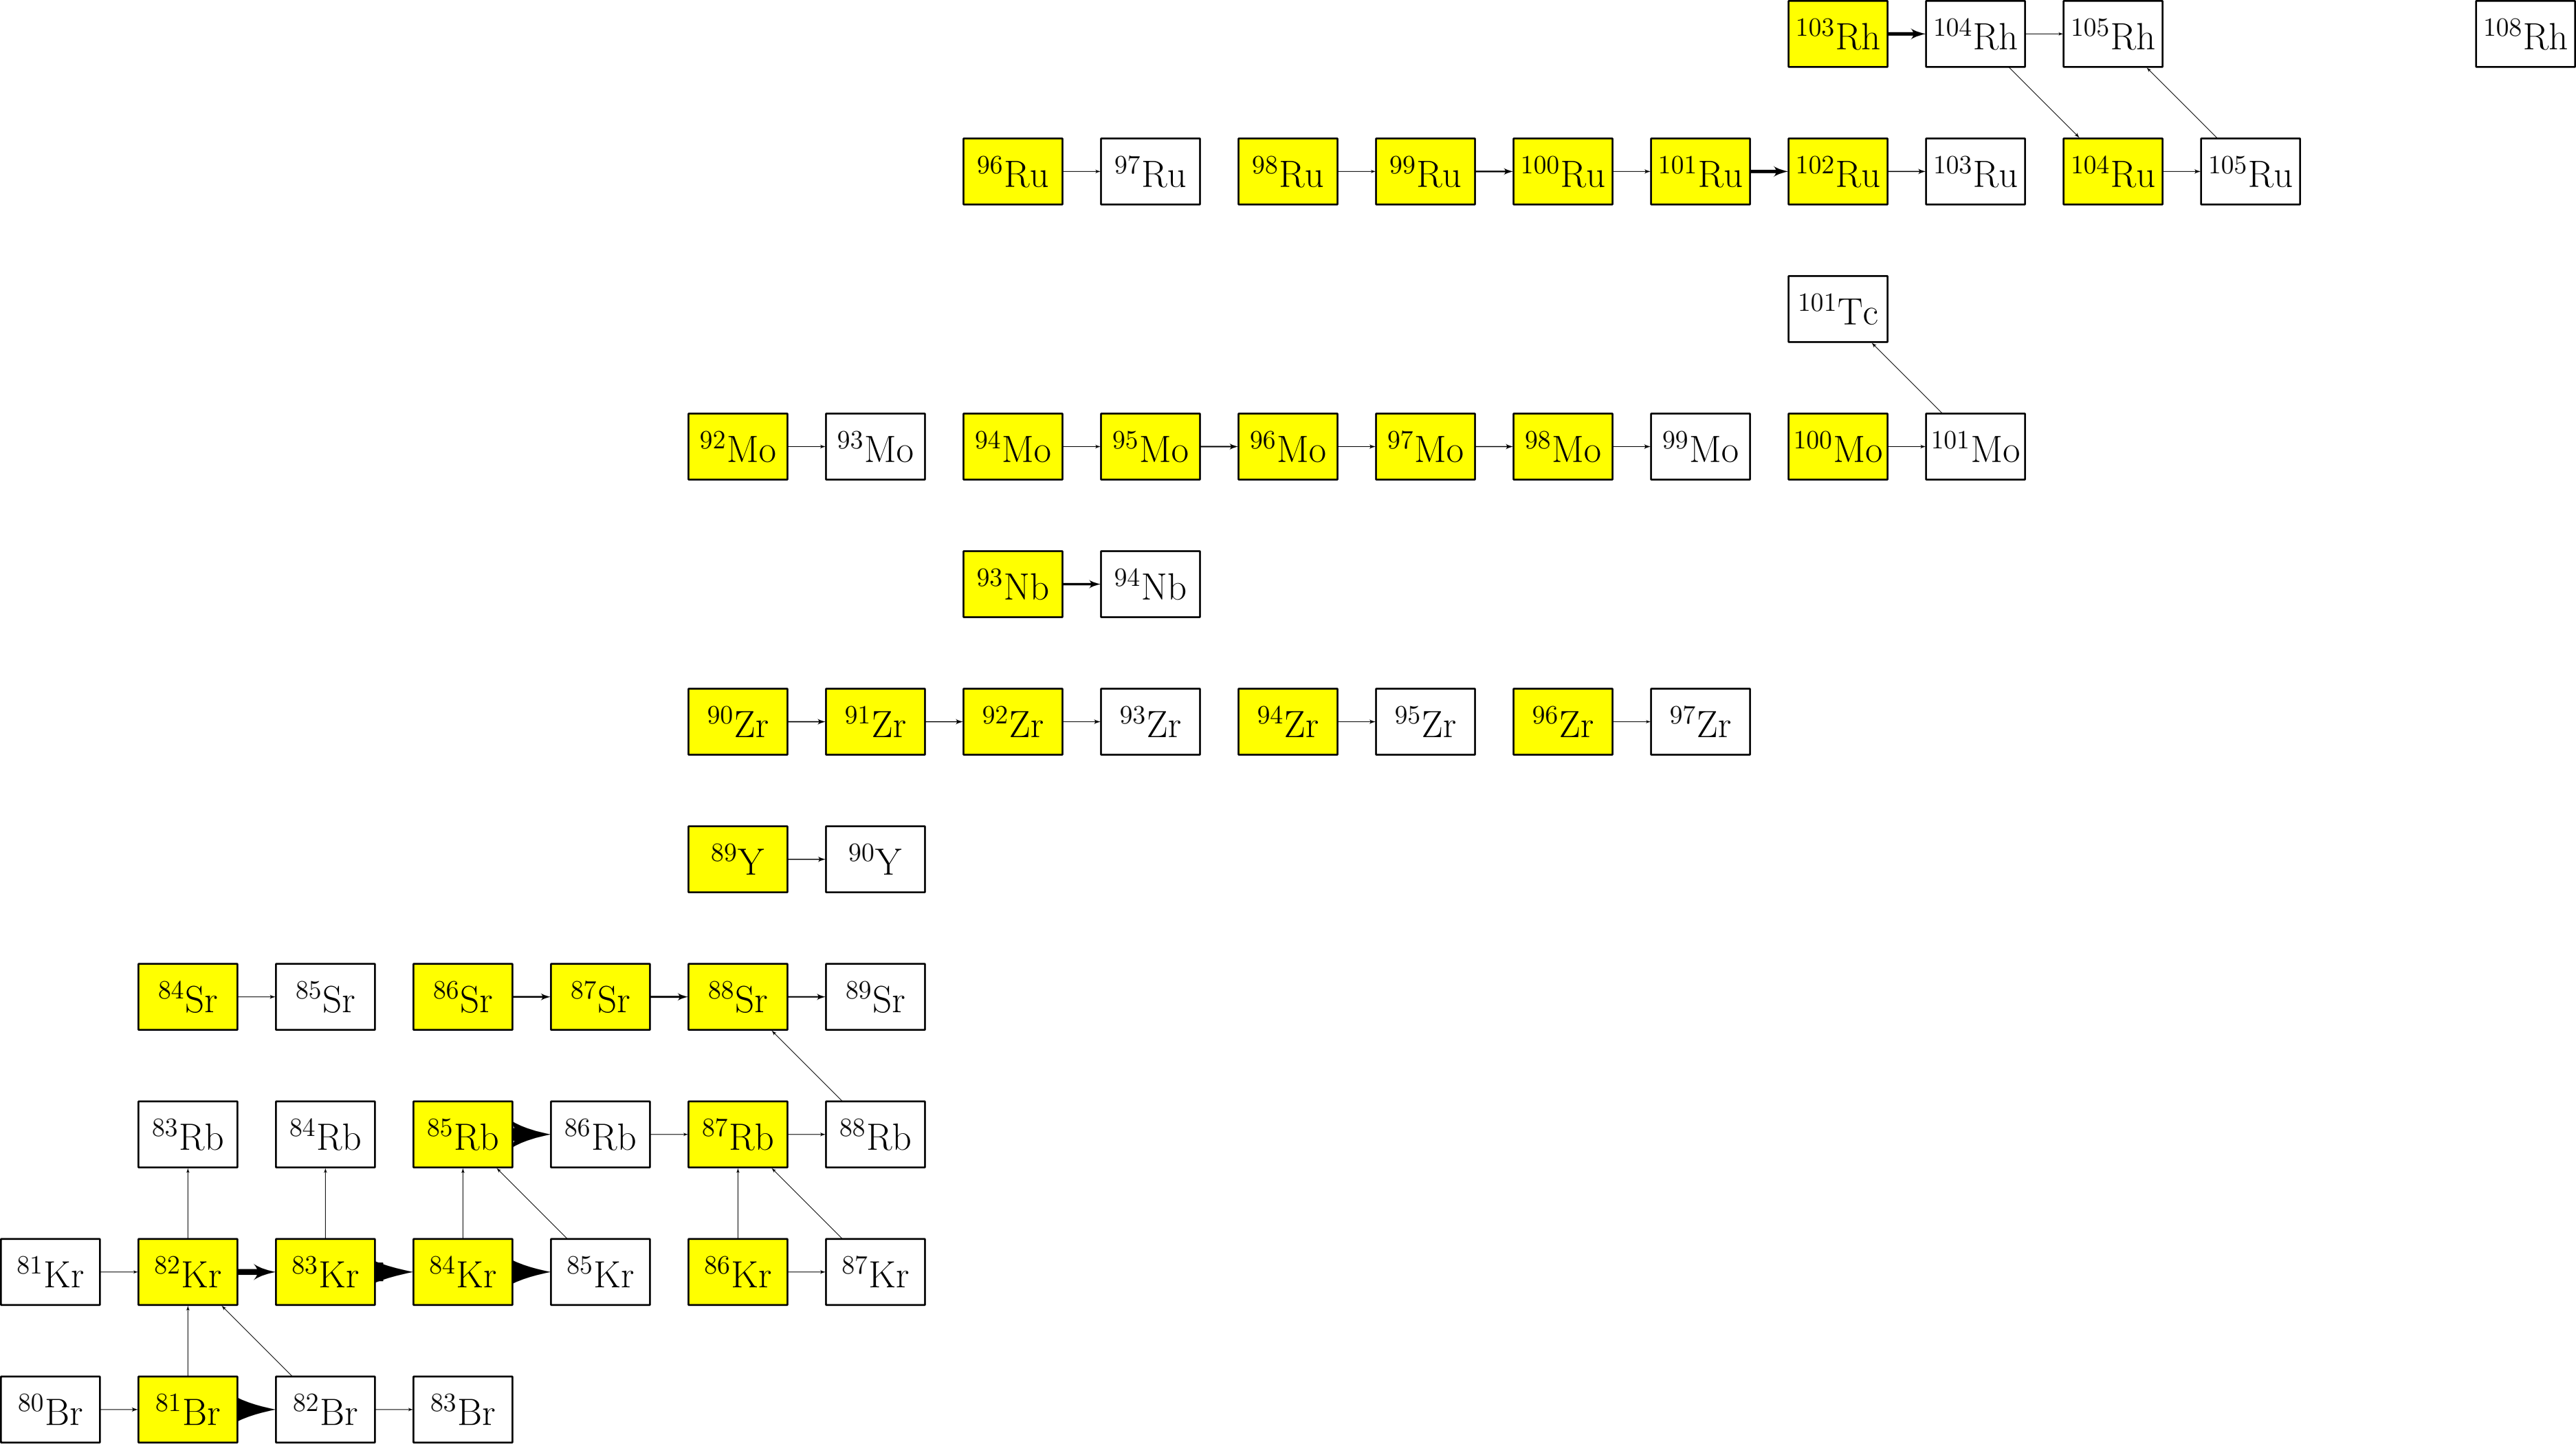 ¹⁰³Rh ¹⁰⁴Rh ¹⁰⁵Rh ¹⁰⁸Rh
⁹⁶Ru ⁹⁷Ru ⁹⁸Ru ⁹⁹Ru ¹⁰⁰Ru ¹⁰¹Ru ¹⁰²Ru ¹⁰³Ru ¹⁰⁴Ru ¹⁰⁵Ru
¹⁰¹Tc
⁹²Mo ⁹³Mo ⁹⁴Mo ⁹⁵Mo ⁹⁶Mo ⁹⁷Mo ⁹⁸Mo ⁹⁹Mo ¹⁰⁰Mo ¹⁰¹Mo
⁹³Nb ⁹⁴Nb
⁹⁰Zr ⁹¹Zr ⁹²Zr ⁹³Zr ⁹⁴Zr ⁹⁵Zr ⁹⁶Zr ⁹⁷Zr
⁸⁹Y ⁹⁰Y
⁸⁴Sr ⁸⁵Sr ⁸⁶Sr ⁸⁷Sr ⁸⁸Sr ⁸⁹Sr
⁸³Rb ⁸⁴Rb ⁸⁵Rb ⁸⁶Rb ⁸⁷Rb ⁸⁸Rb
⁸¹Kr ⁸²Kr ⁸³Kr ⁸⁴Kr ⁸⁵Kr ⁸⁶Kr ⁸⁷Kr
⁸⁰Br ⁸¹Br ⁸²Br ⁸³Br